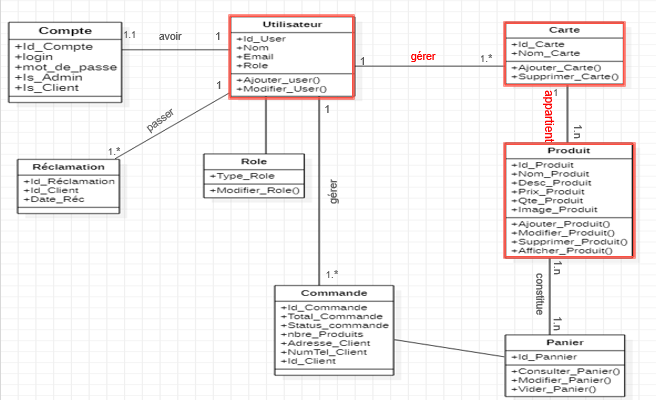 Compte
+Id_Compte
+login
+mot_de_passe
+Is_Admin
+Is_Client
1.1
avoir
1
Utilisateur
+Id_User
+Nom
+Email
+Role
+Ajouter_user()
+Modifier_User()
1
gérer
1.*
Carte
+Id_Carte
+Nom_Carte
+Ajouter_Carte()
+Supprimer_Carte()
1
appartient
1.n
1
passer
1.*
Réclamation
+Id_Réclamation
+Id_Client
+Date_Réc
Role
+Type_Role
+Modifier_Role()
1
gérer
1.*
Produit
+Id_Produit
+Nom_Produit
+Desc_Produit
+Prix_Produit
+Qte_Produit
+Image_Produit
+Ajouter_Produit()
+Modifier_Produit()
+Supprimer_Produit()
+Afficher_Produit()
1.n
constitue
1.n
Commande
+Id_Commande
+Total_Commande
+Status_commande
+nbre_Produits
+Adresse_Client
+NumTel_Client
+Id_Client
Panier
+Id_Pannier
+Consulter_Panier()
+Modifier_Panier()
+Vider_Panier()